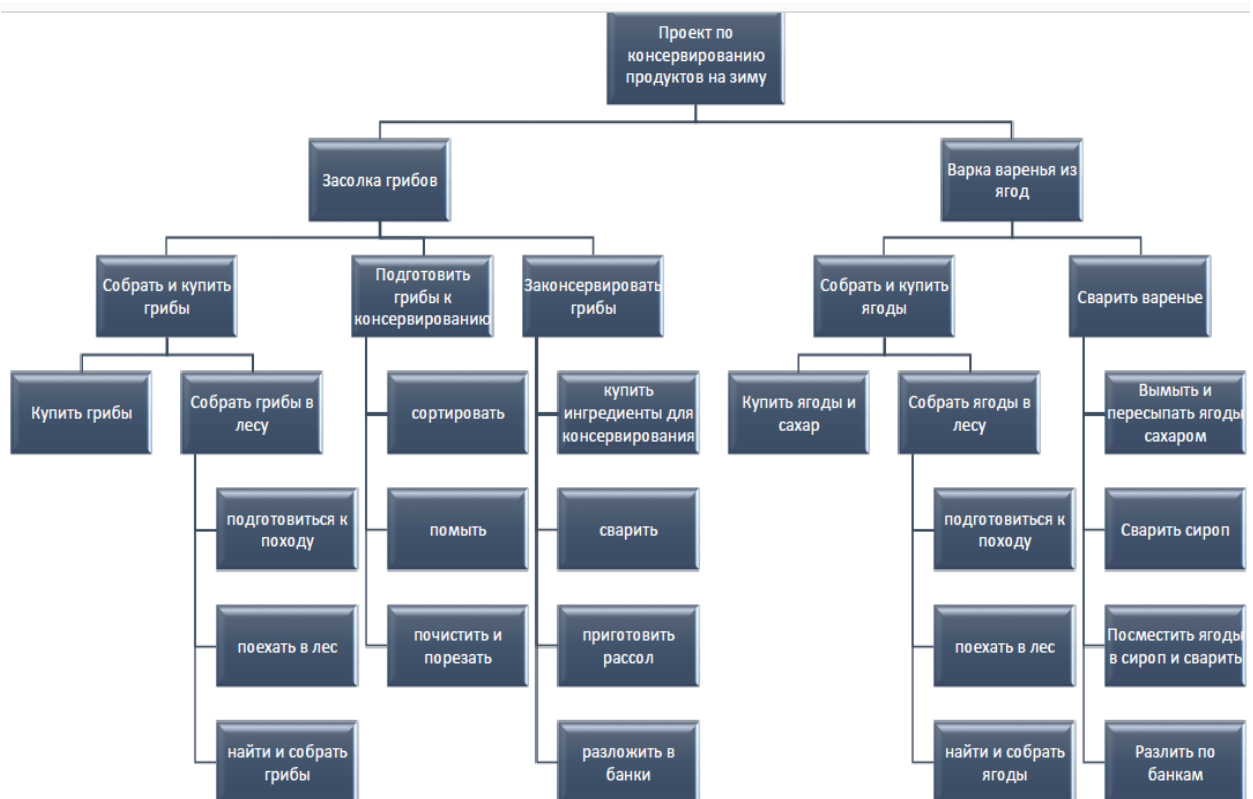 Проект по
консервированию
продуктов на зиму
Засолка грибов
Варка варенья из
ягод
Собрать и купить
грибы
Подготовить
грибы к
консервированию
Законсервировать
грибы
Собрать и купить
ягоды
Сварить варенье
Купить грибы
Собрать грибы в
лесу
сортировать
купить
ингредиенты для
консервирования
Купить ягоды и
сахар
Собрать ягоды в
лесу
Вымыть и
пересыпать ягоды
сахаром
подготовиться к
походу
помыть
сварить
подготовиться к
походу
Сварить сироп
поехать в лес
почистить и
порезать
приготовить
рассол
поехать в лес
Посместить ягоды
в сироп и сварить
найти и собрать
грибы
разложить в
банки
найти и собрать
ягоды
Разлить по
банкам